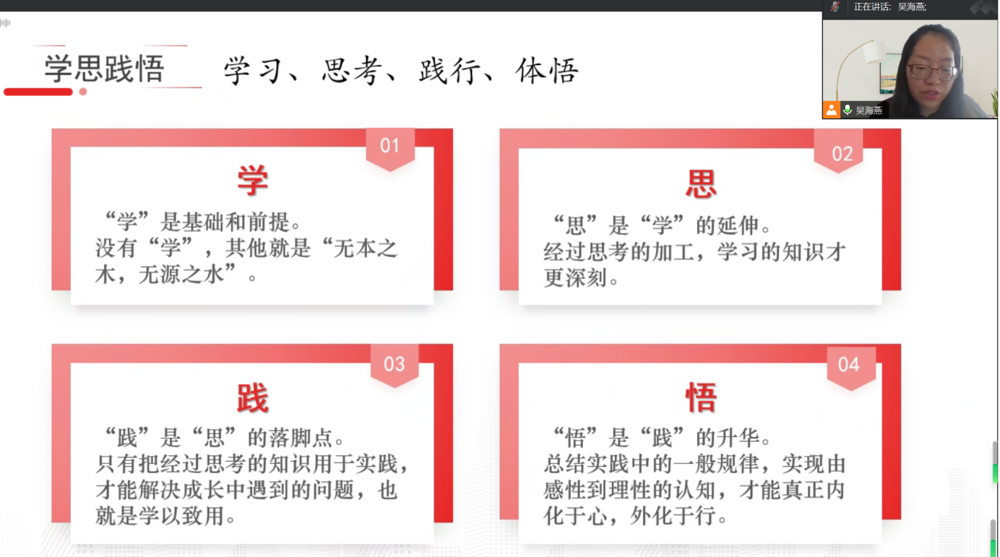 正在讲话: 吴海燕;
学思践悟
学习、思考、践行、体悟
吴海燕
01
学
“学”是基础和前提。
没有“学”，其他就是“无本之
木，无源之水”。
02
思
“思”是“学”的延伸。
经过思考的加工，学习的知识才
更深刻。
03
践
“践”是“思”的落脚点。
只有把经过思考的知识用于实践，
才能解决成长中遇到的问题，也
就是学以致用。
04
悟
“悟”是“践”的升华。
总结实践中的一般规律，实现由
感性到理性的认知，才能真正内
化于心，外化于行。